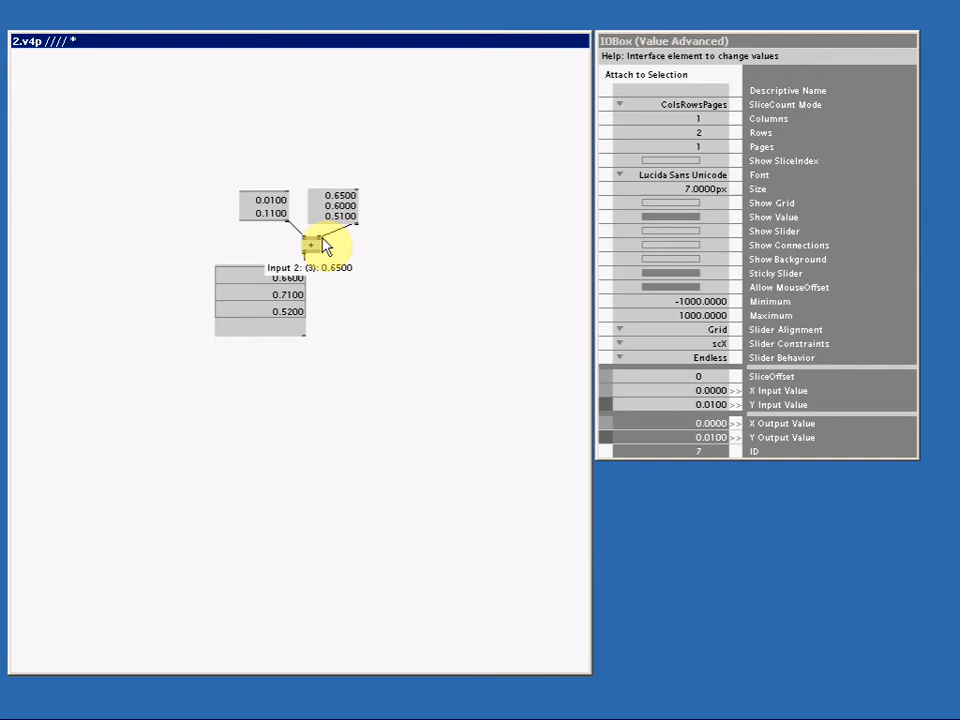 2.v4p //// *
0.0100
0.1100
0.6500
0.6000
0.5100
+
Input 2: (3): 0.6500
0.6600
0.7100
0.5200
IOBox (Value Advanced)
Help: Interface element to change values
Attach to Selection
Descriptive Name
ColsRowsPages SliceCount Mode
1 Columns
2 Rows
1 Pages
Show SliceIndex
Lucida Sans Unicode Font
7.0000px Size
Show Grid
Show Value
Show Slider
Show Connections
Show Background
Sticky Slider
Allow MouseOffset
-1000.0000 Minimum
1000.0000 Maximum
Grid Slider Alignment
scX Slider Constraints
Endless Slider Behavior
0 SliceOffset
0.0000 >> X Input Value
0.0100 >> Y Input Value
0.0000 >> X Output Value
0.0100 >> Y Output Value
7 ID